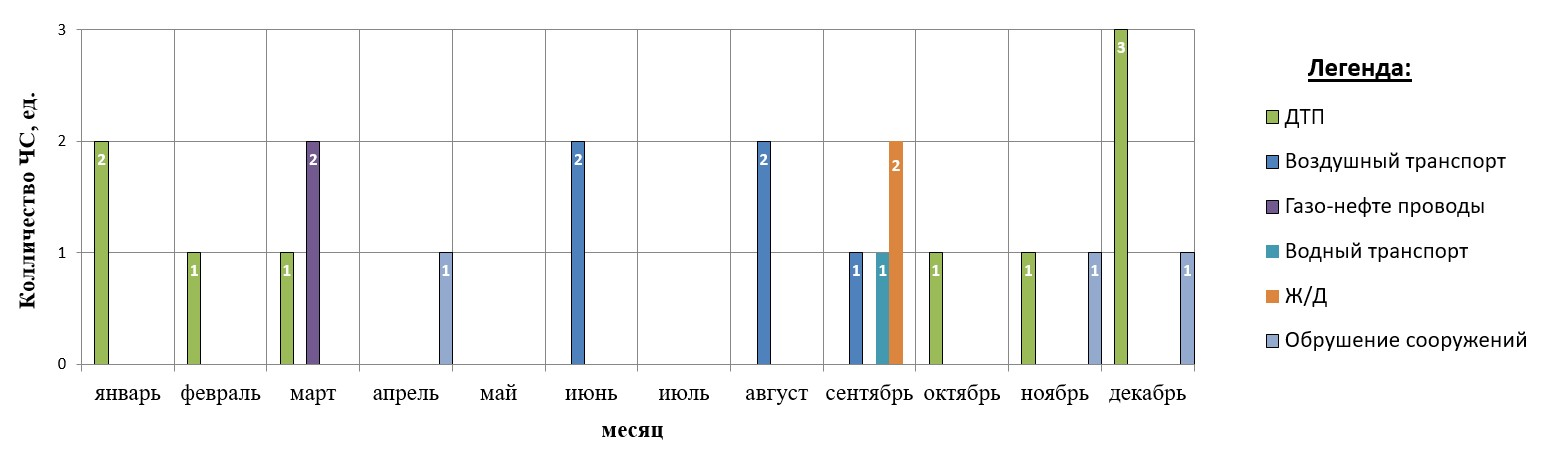 Колличество ЧС, ед.
3
2
1
0
2
1
1
2
1
2
2
1
1
2
1
1
1
3
1
январь февраль март апрель май июнь июль август сентябрь октябрь ноябрь декабрь
месяц
Легенда:
ДТП
Воздушный транспорт
Газо-нефте проводы
Водный транспорт
Ж/Д
Обрушение сооружений